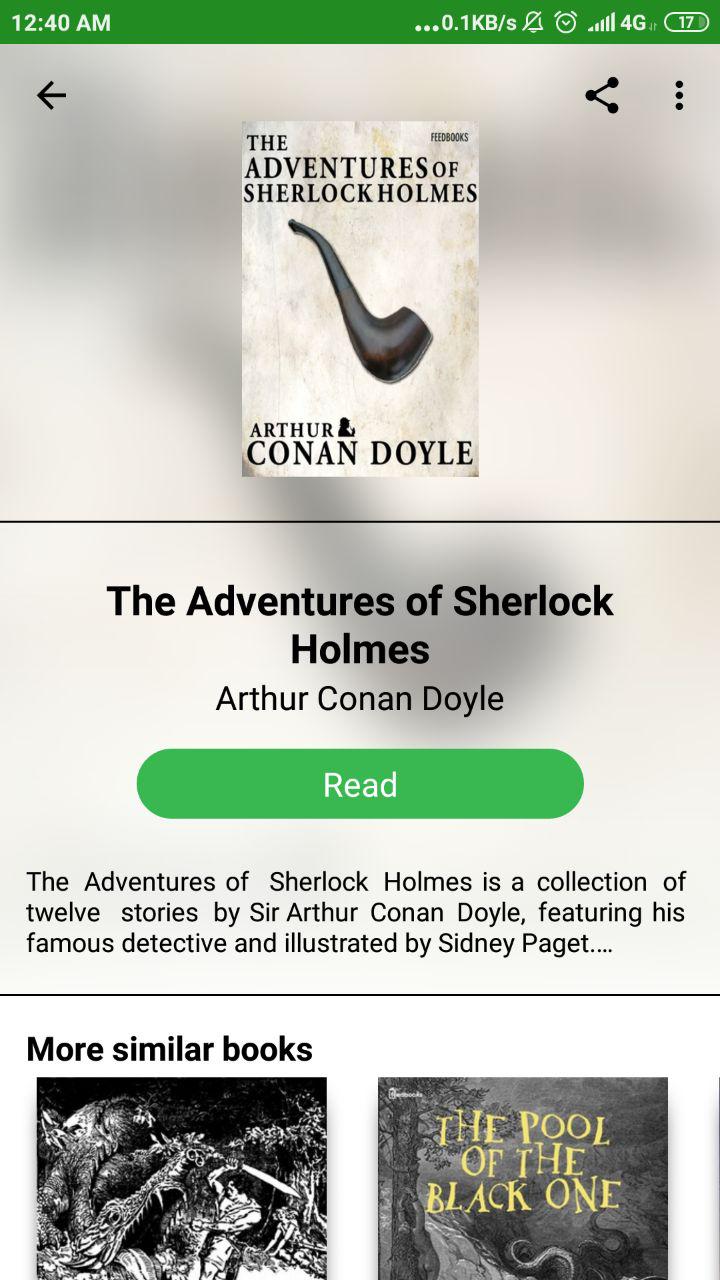 12:40 AM
...0.1KB/s 4G 17
FEEDBOOKS
THE
ADVENTURES OF
SHERLOCK HOLMES
ARTHUR
CONAN DOYLE
The Adventures of Sherlock
Holmes
Arthur Conan Doyle
Read
The Adventures of Sherlock Holmes is a collection of
twelve stories by Sir Arthur Conan Doyle, featuring his
famous detective and illustrated by Sidney Paget....
More similar books
feedbooks
THE POOL
OF THE
BLACK ONE